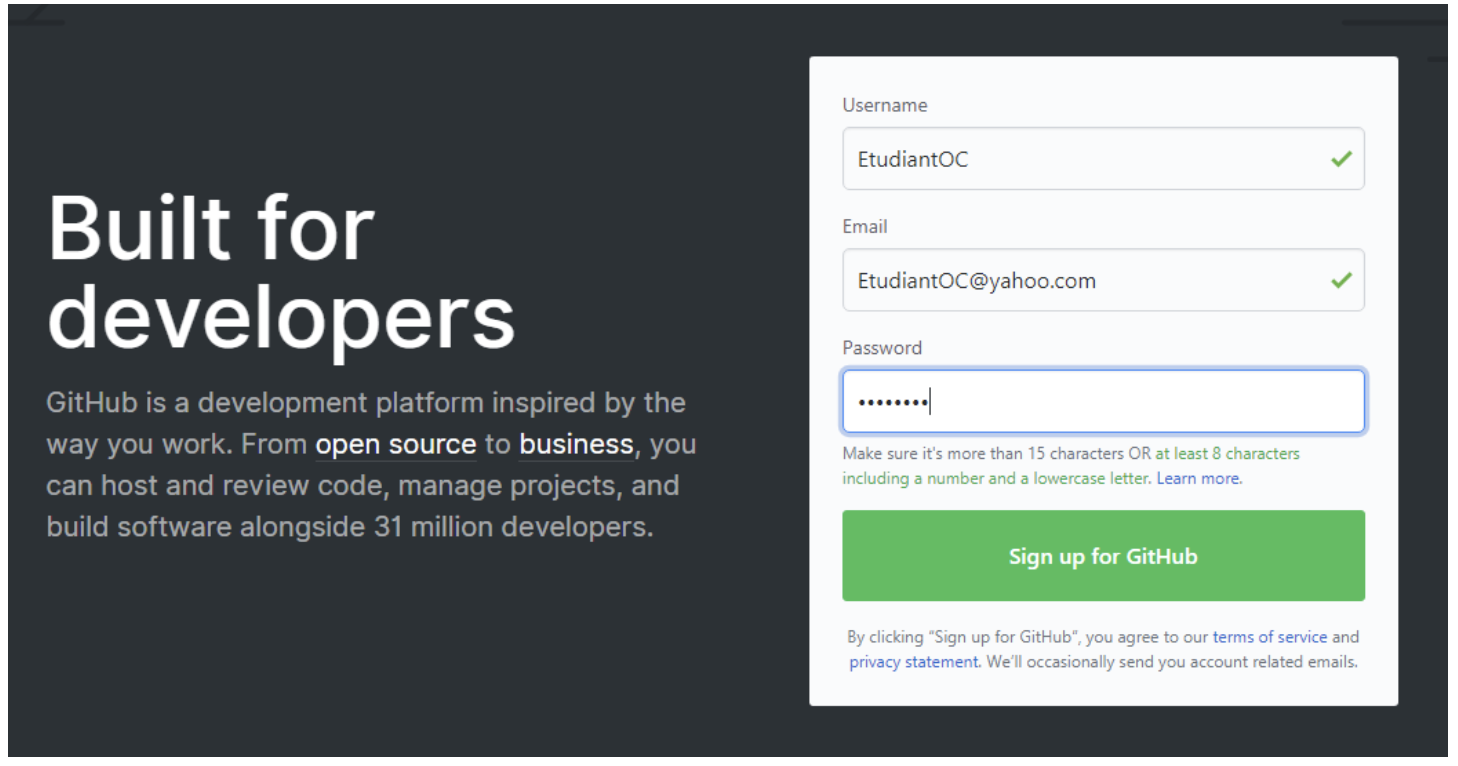 Built for
developers
GitHub is a development platform inspired by the
way you work. From open source to business, you
can host and review code, manage projects, and
build software alongside 31 million developers.
Username
EtudiantOC
Email
EtudiantOC@yahoo.com
Password
••••••••
Make sure it's more than 15 characters OR at least 8 characters
including a number and a lowercase letter. Learn more.
Sign up for GitHub
By clicking “Sign up for GitHub”, you agree to our terms of service and
privacy statement. We’ll occasionally send you account related emails.